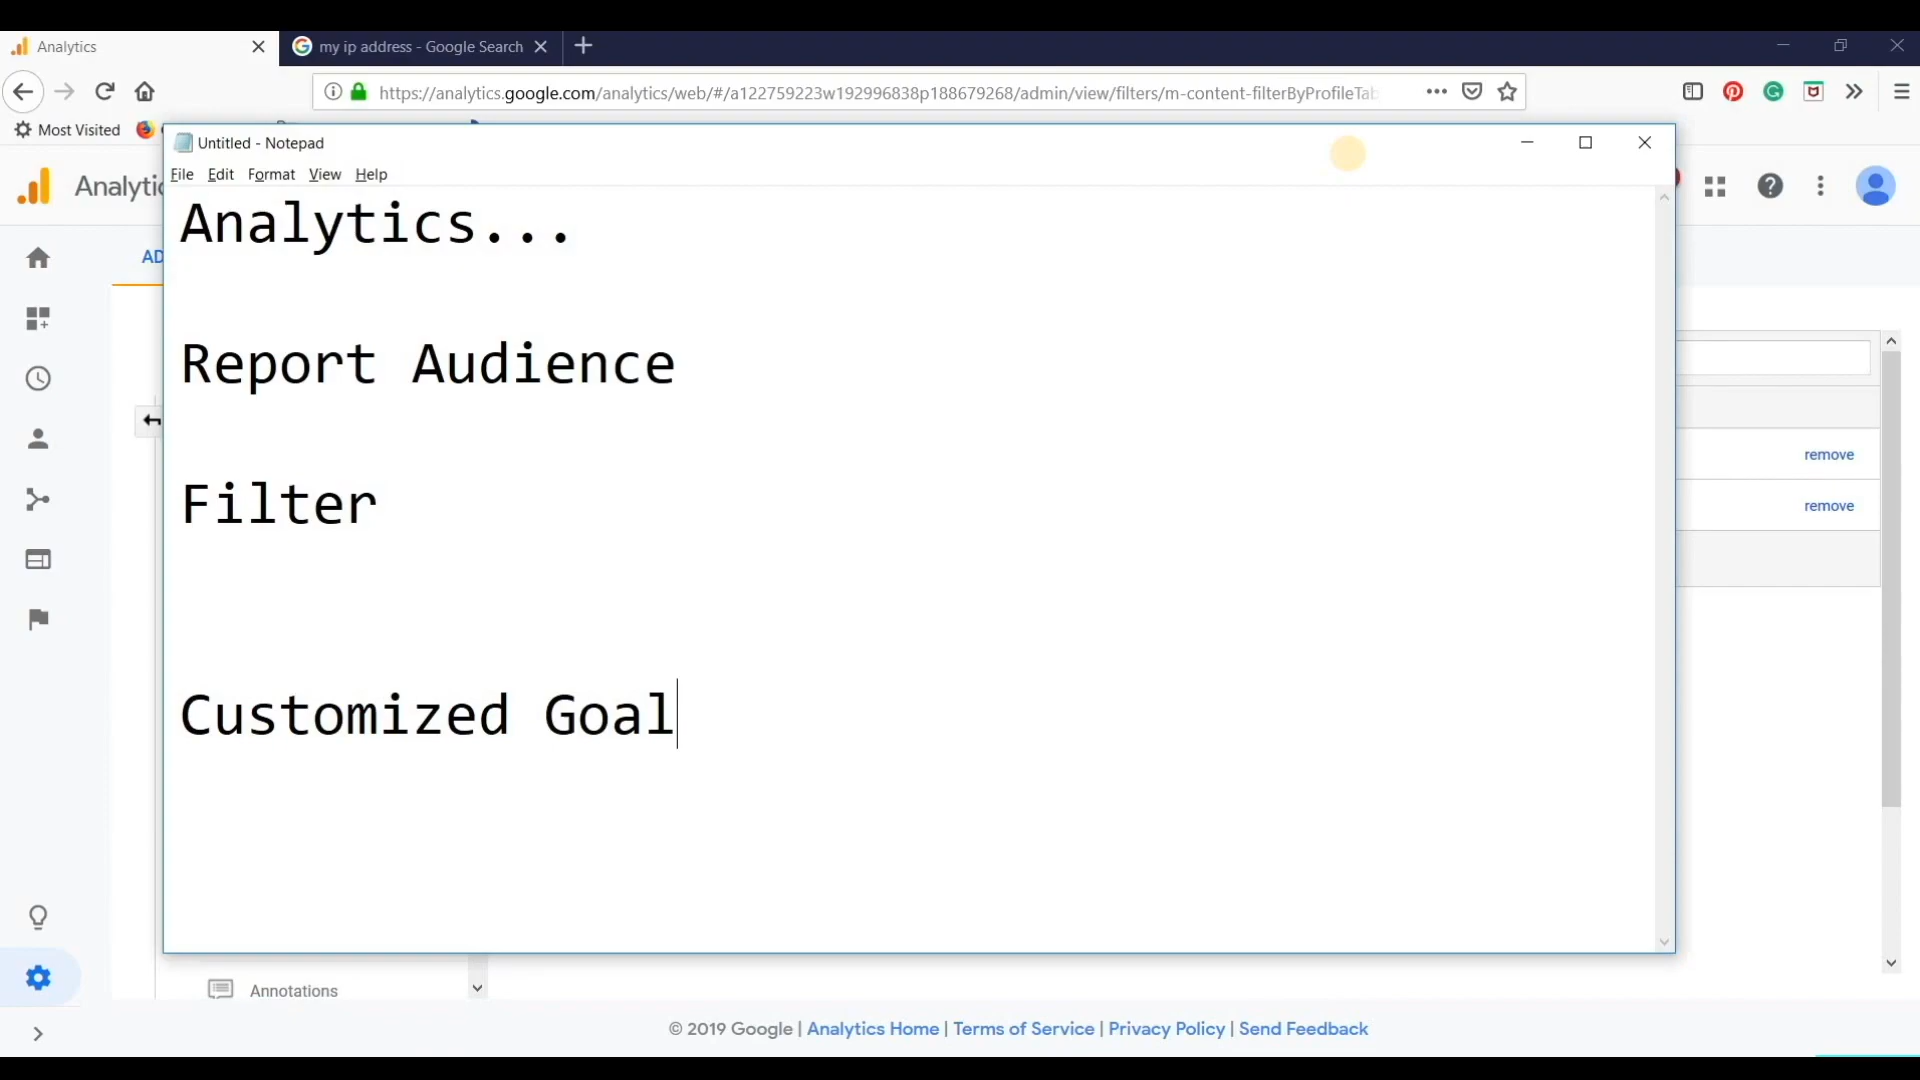 Analytics
my ip address - Google Search
https://analytics.google.com/analytics/web/#/a122759223w192996838p188679268/admin/view/filters/m-content-filterByProfileTab
Most Visited
Untitled - Notepad
File Edit Format View Help
Analytics...
Report Audience
Filter
Customized Goal
remove
remove
Annotations
© 2019 Google | Analytics Home | Terms of Service | Privacy Policy | Send Feedback